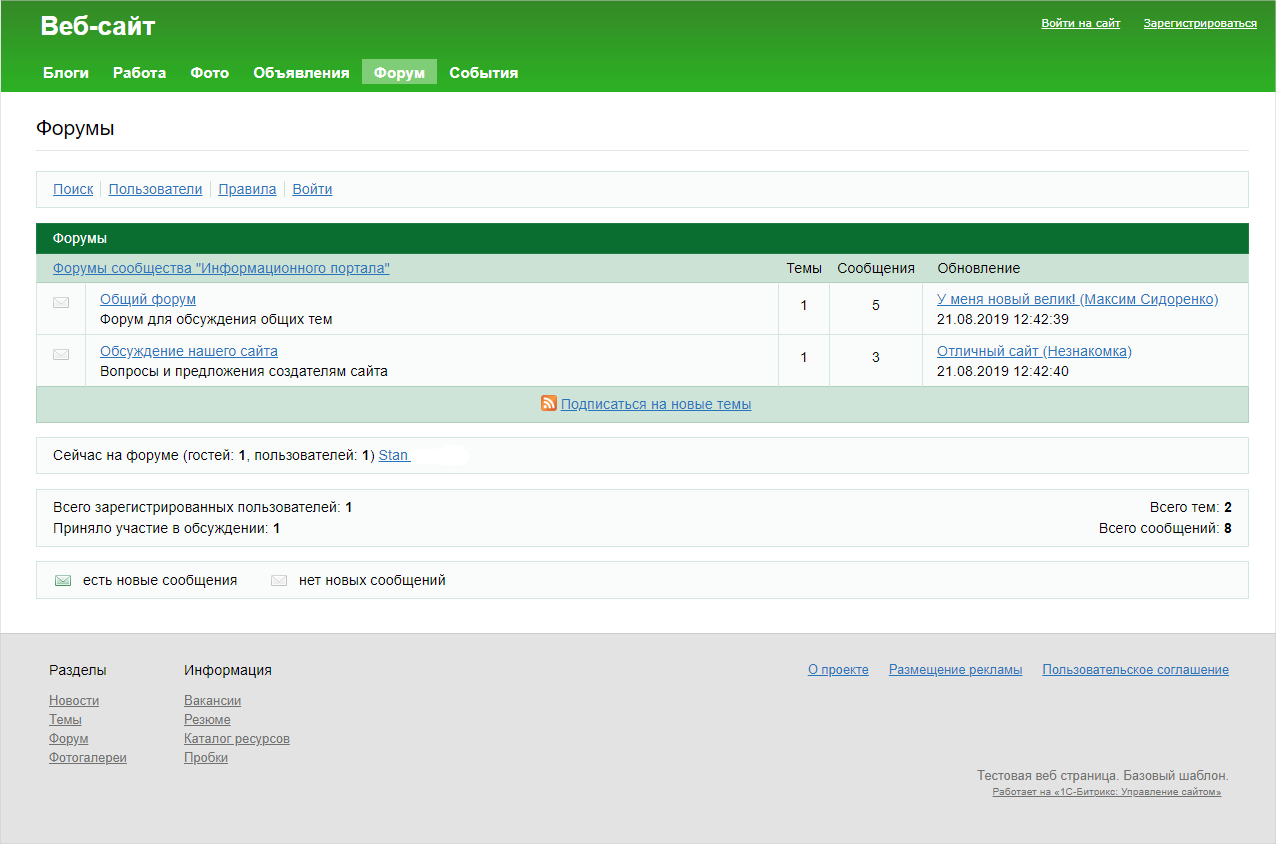 Веб-сайт
Войти на сайт Зарегистрироваться
Блоги Работа Фото Объявления Форум События
Форумы
Поиск Пользователи Правила Войти
Форумы
Форумы сообщества "Информационного портала" Темы Сообщения Обновление
Общий форум 1 5 У меня новый велик! (Максим Сидоренко)
Форум для обсуждения общих тем 21.08.2019 12:42:39
Обсуждение нашего сайта 1 3 Отличный сайт (Незнакомка)
Вопросы и предложения создателям сайта 21.08.2019 12:42:40
Подписаться на новые темы
Сейчас на форуме (гостей: 1, пользователей: 1) Stan
Всего зарегистрированных пользователей: 1 Всего тем: 2
Приняло участие в обсуждении: 1 Всего сообщений: 8
есть новые сообщения нет новых сообщений
Разделы Информация О проекте Размещение рекламы Пользовательское соглашение
Новости Вакансии
Темы Резюме
Форум Каталог ресурсов
Фотогалереи Пробки
Тестовая веб страница. Базовый шаблон.
Работает на «1С-Битрикс: Управление сайтом»